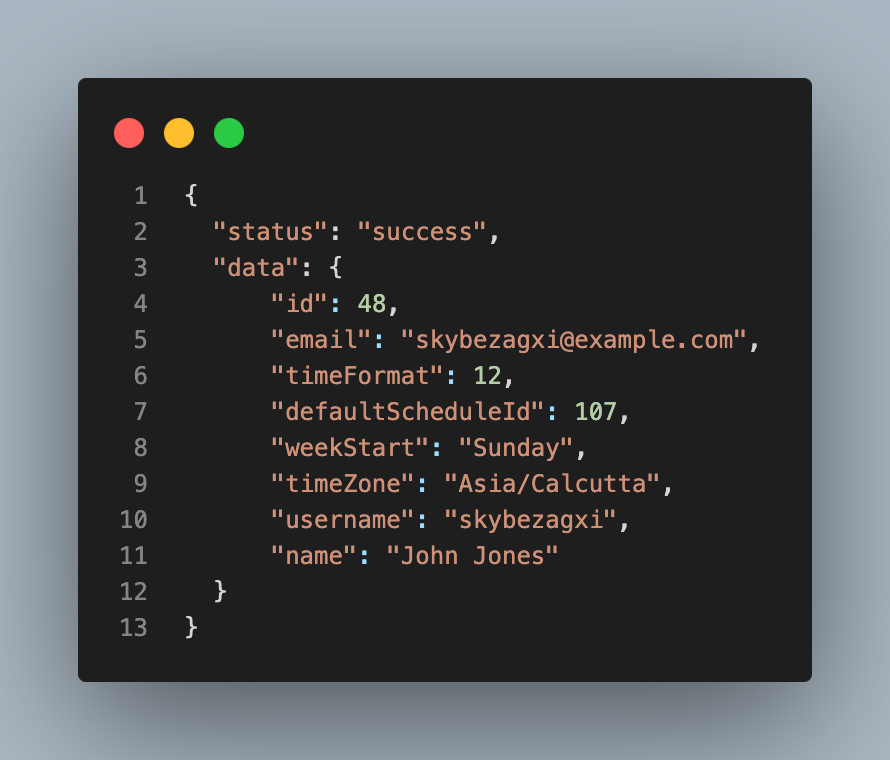 1 {
2   "status": "success",
3   "data": {
4       "id": 48,
5       "email": "skybezagxi@example.com",
6       "timeFormat": 12,
7       "defaultScheduleId": 107,
8       "weekStart": "Sunday",
9       "timeZone": "Asia/Calcutta",
10       "username": "skybezagxi",
11       "name": "John Jones"
12   }
13 }